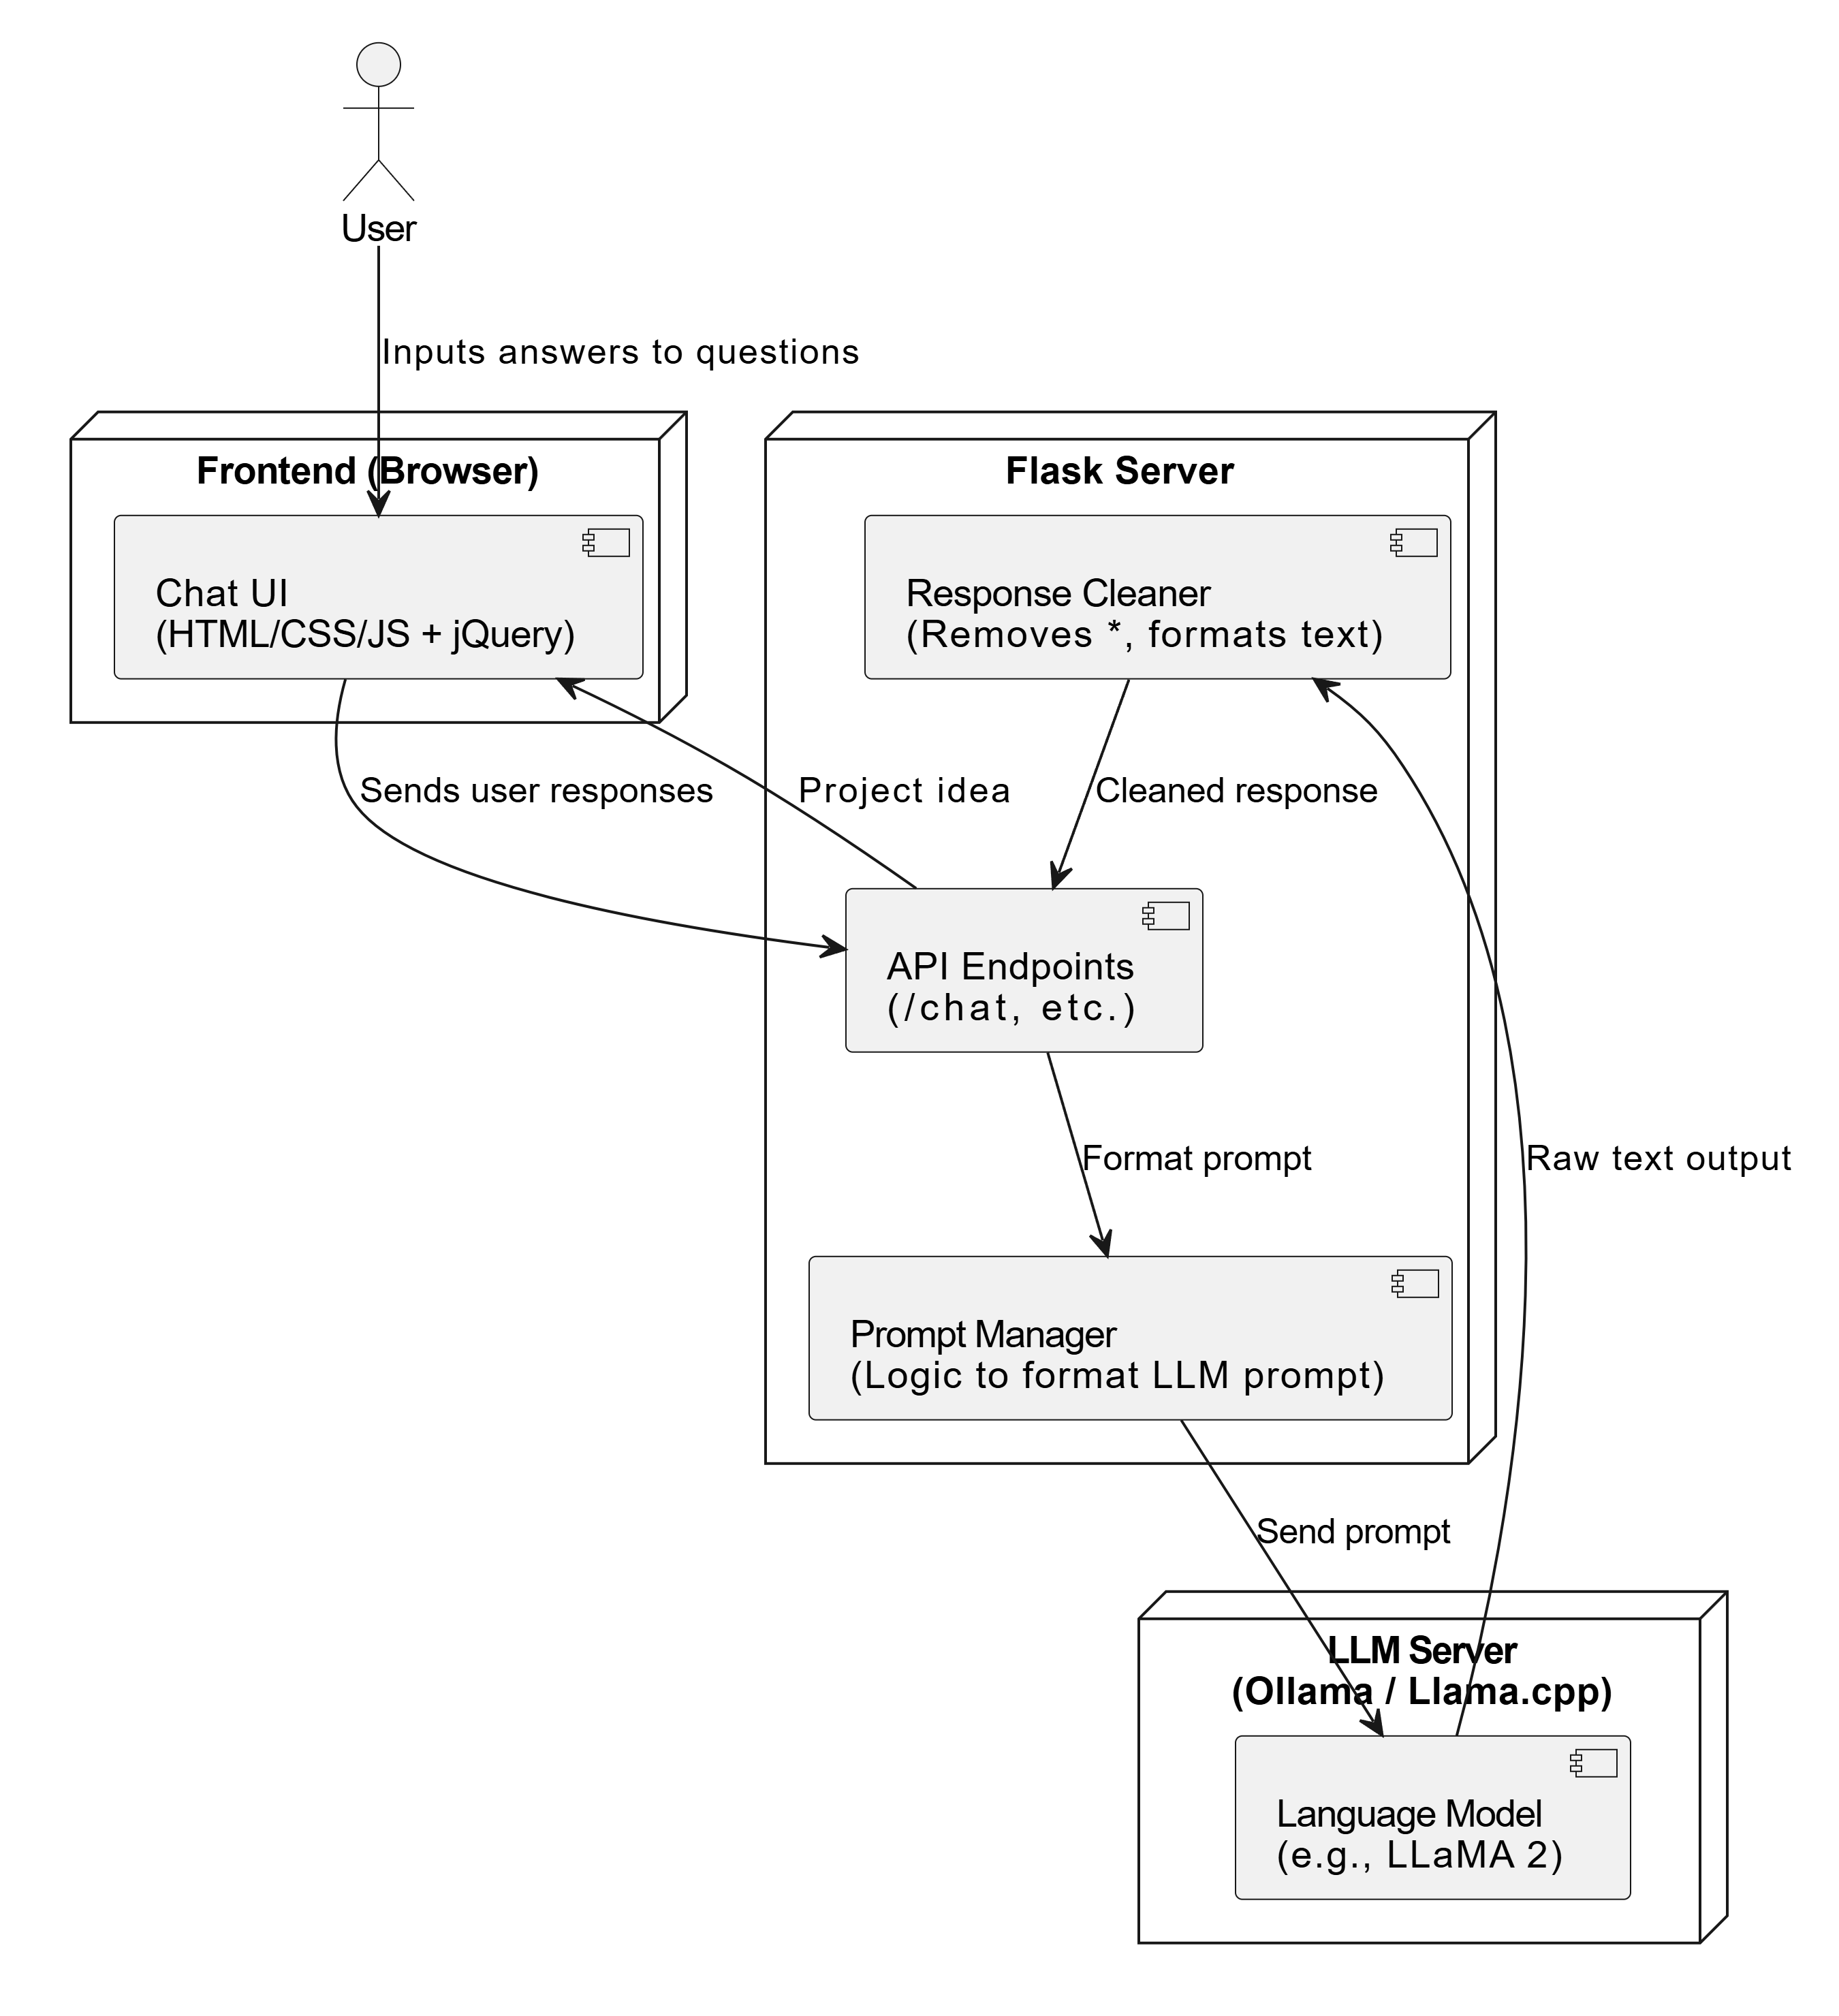 User
Inputs answers to questions
Frontend (Browser)
Chat UI
(HTML/CSS/JS + jQuery)
Flask Server
Response Cleaner
(Removes *, formats text)
Sends user responses
Project idea
Cleaned response
API Endpoints
(/chat, etc.)
Format prompt
Raw text output
Prompt Manager
(Logic to format LLM prompt)
Send prompt
LLM Server
(Ollama / Llama.cpp)
Language Model
(e.g., LLaMA 2)